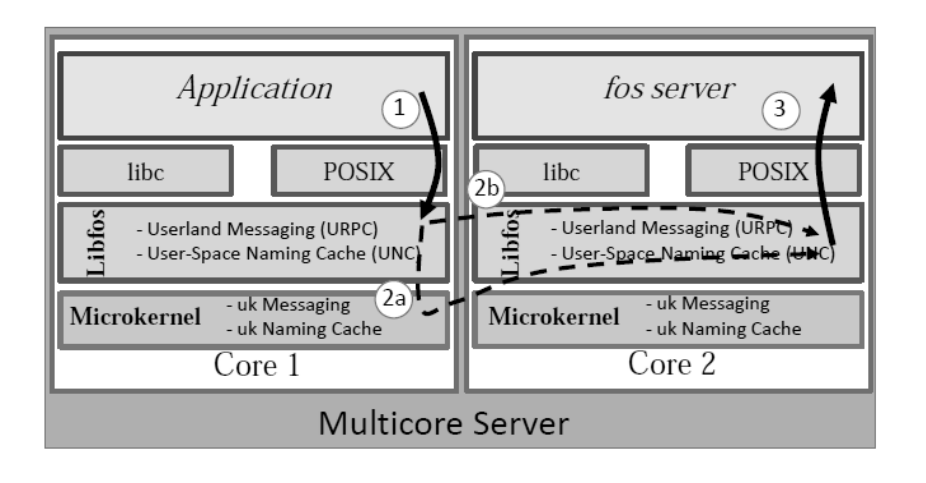 Application
1
libc
POSIX
Libfos
- Userland Messaging (URPC)
- User-Space Naming Cache (UNC)
2a
Microkernel
- uk Messaging
- uk Naming Cache
Core 1
fos server
3
2b
libc
POSIX
Libfos
- Userland Messaging (URPC)
- User-Space Naming Cache (UNC)
Microkernel
- uk Messaging
- uk Naming Cache
Core 2
Multicore Server